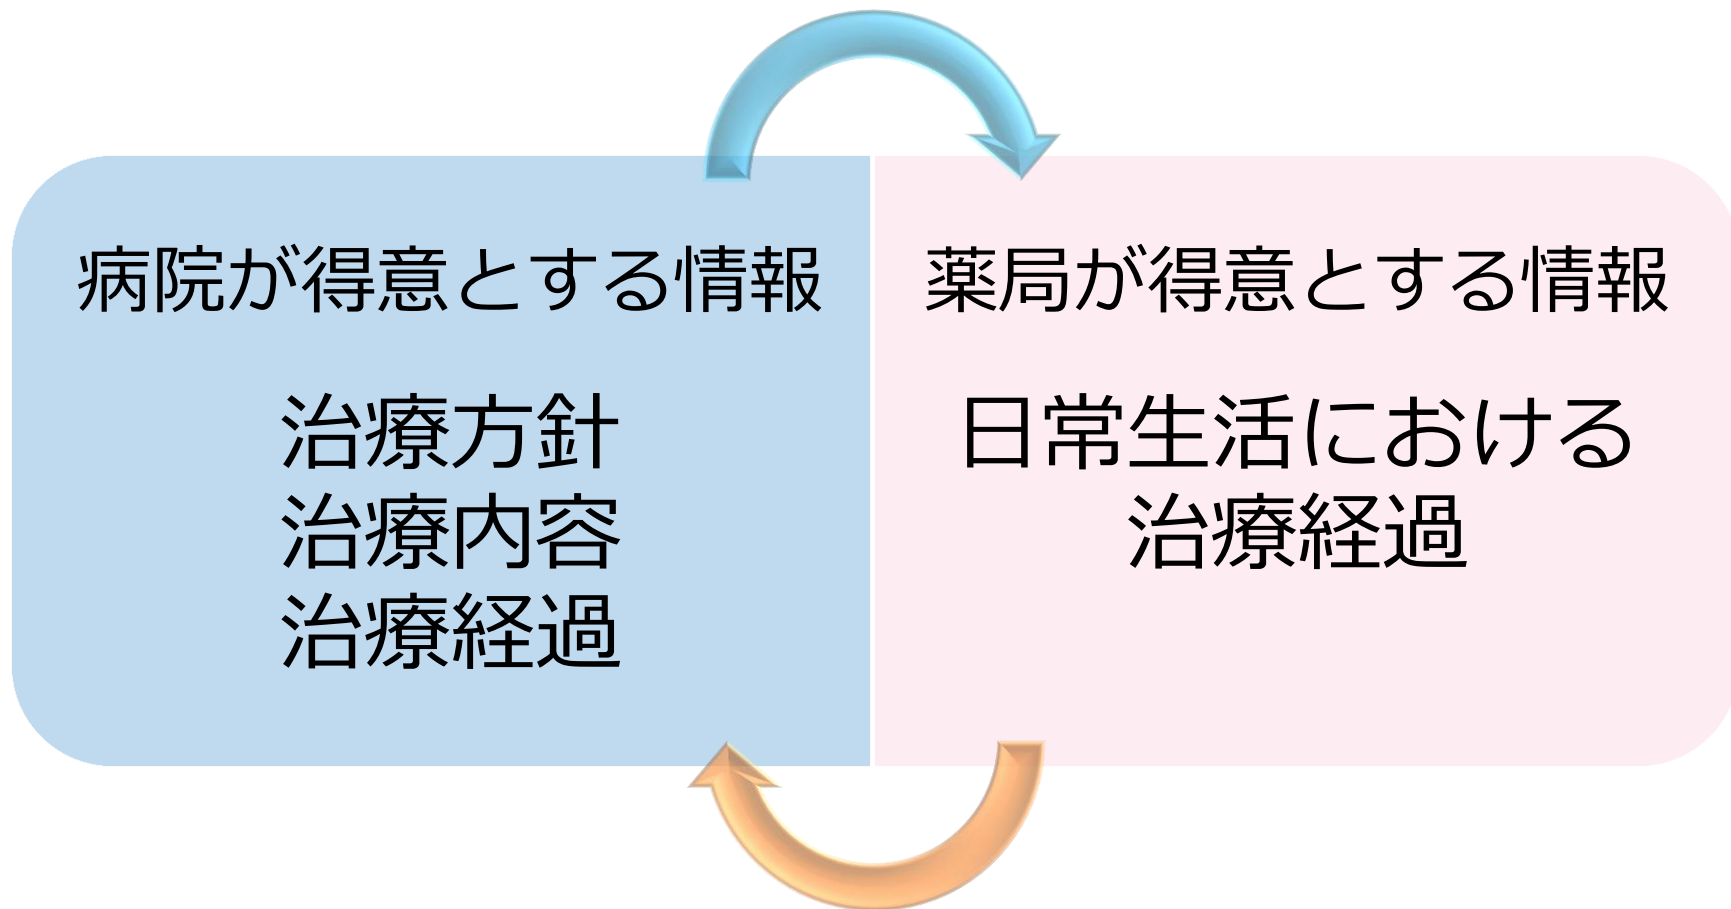 病院が得意とする情報
治療方針
治療内容
治療経過
薬局が得意とする情報
日常生活における
治療経過